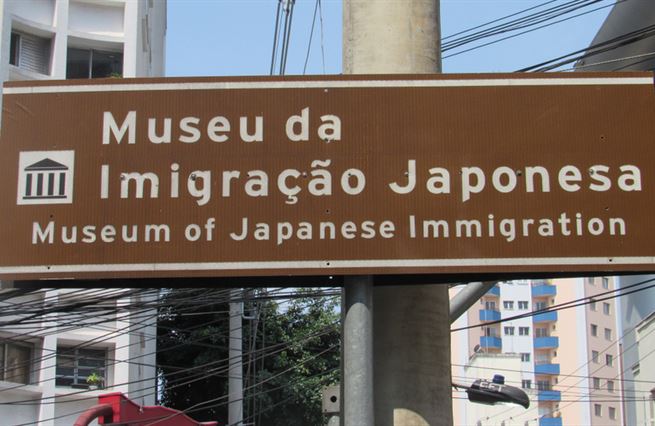 Museu da
Imigração Japonesa
Museum of Japanese Immigration